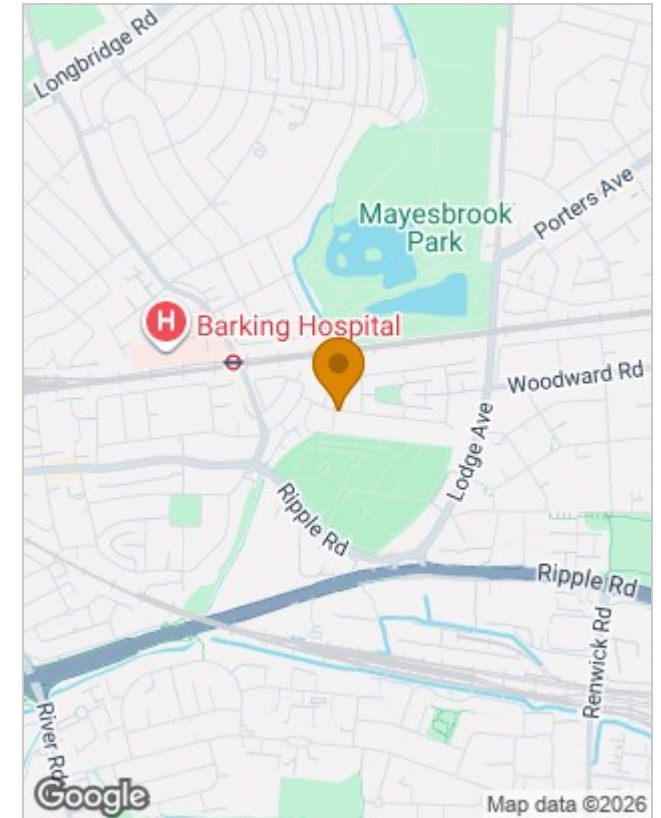 Longbridge Rd
Mayesbrook
Park
Porters Ave
H
Barking Hospital
Woodward Rd
Lodge Ave
Ripple Rd
Ripple Rd
Renwick Rd
River Rd
Google
Map data ©2026